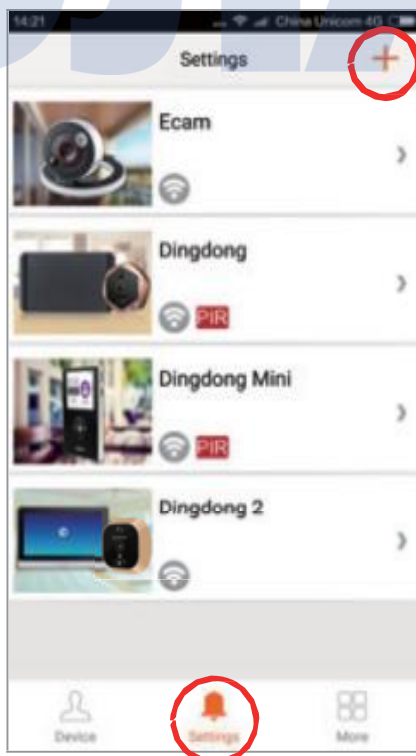 14:21 China Unicom 4G
Settings
Ecam
Dingdong
PIR
Dingdong Mini
PIR
Dingdong 2
Device Settings More